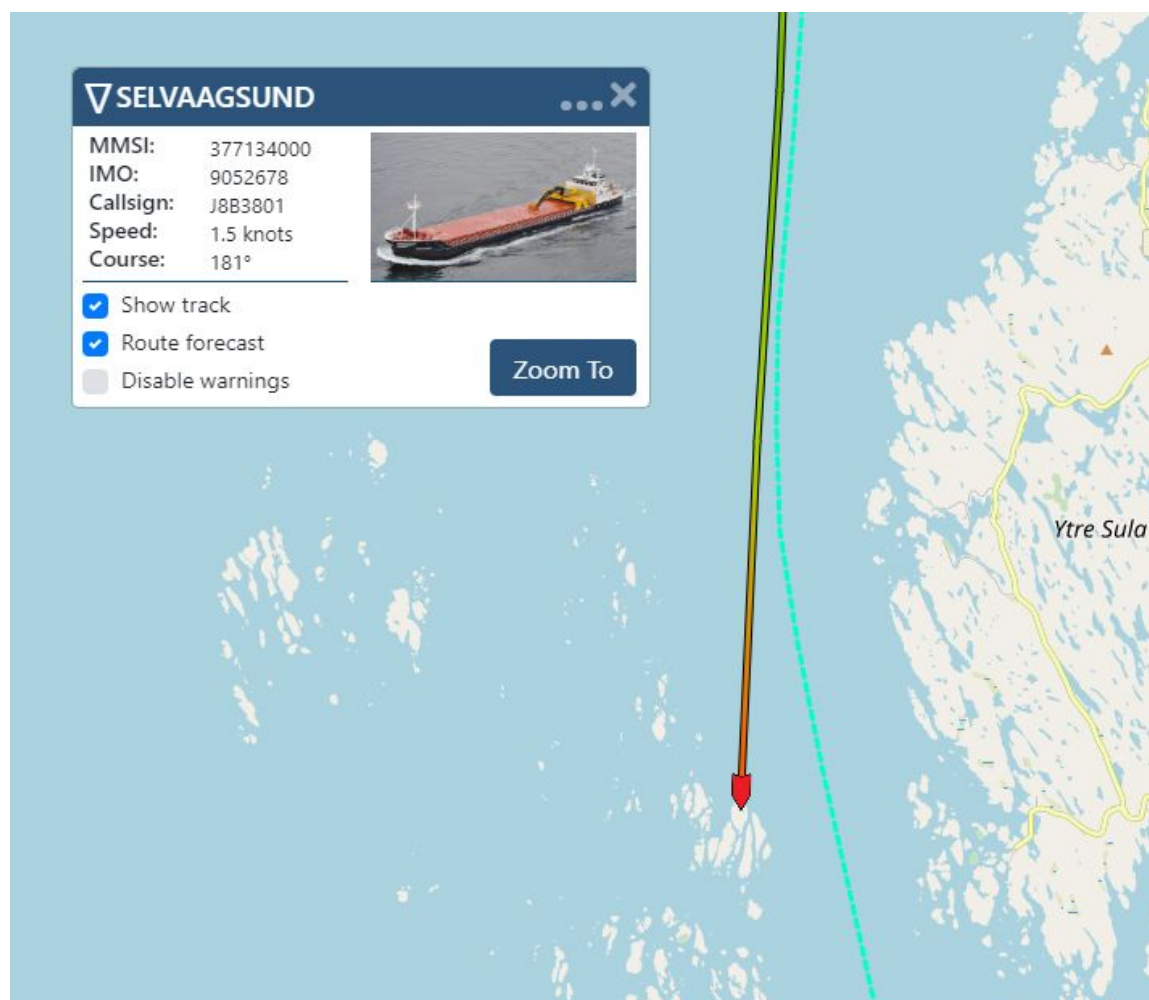 SELVAAGSUND
MMSI: 377134000
IMO: 9052678
Callsign: J8B3801
Speed: 1.5 knots
Course: 181°
Show track
Route forecast
Disable warnings
Zoom To
Ytre Sula